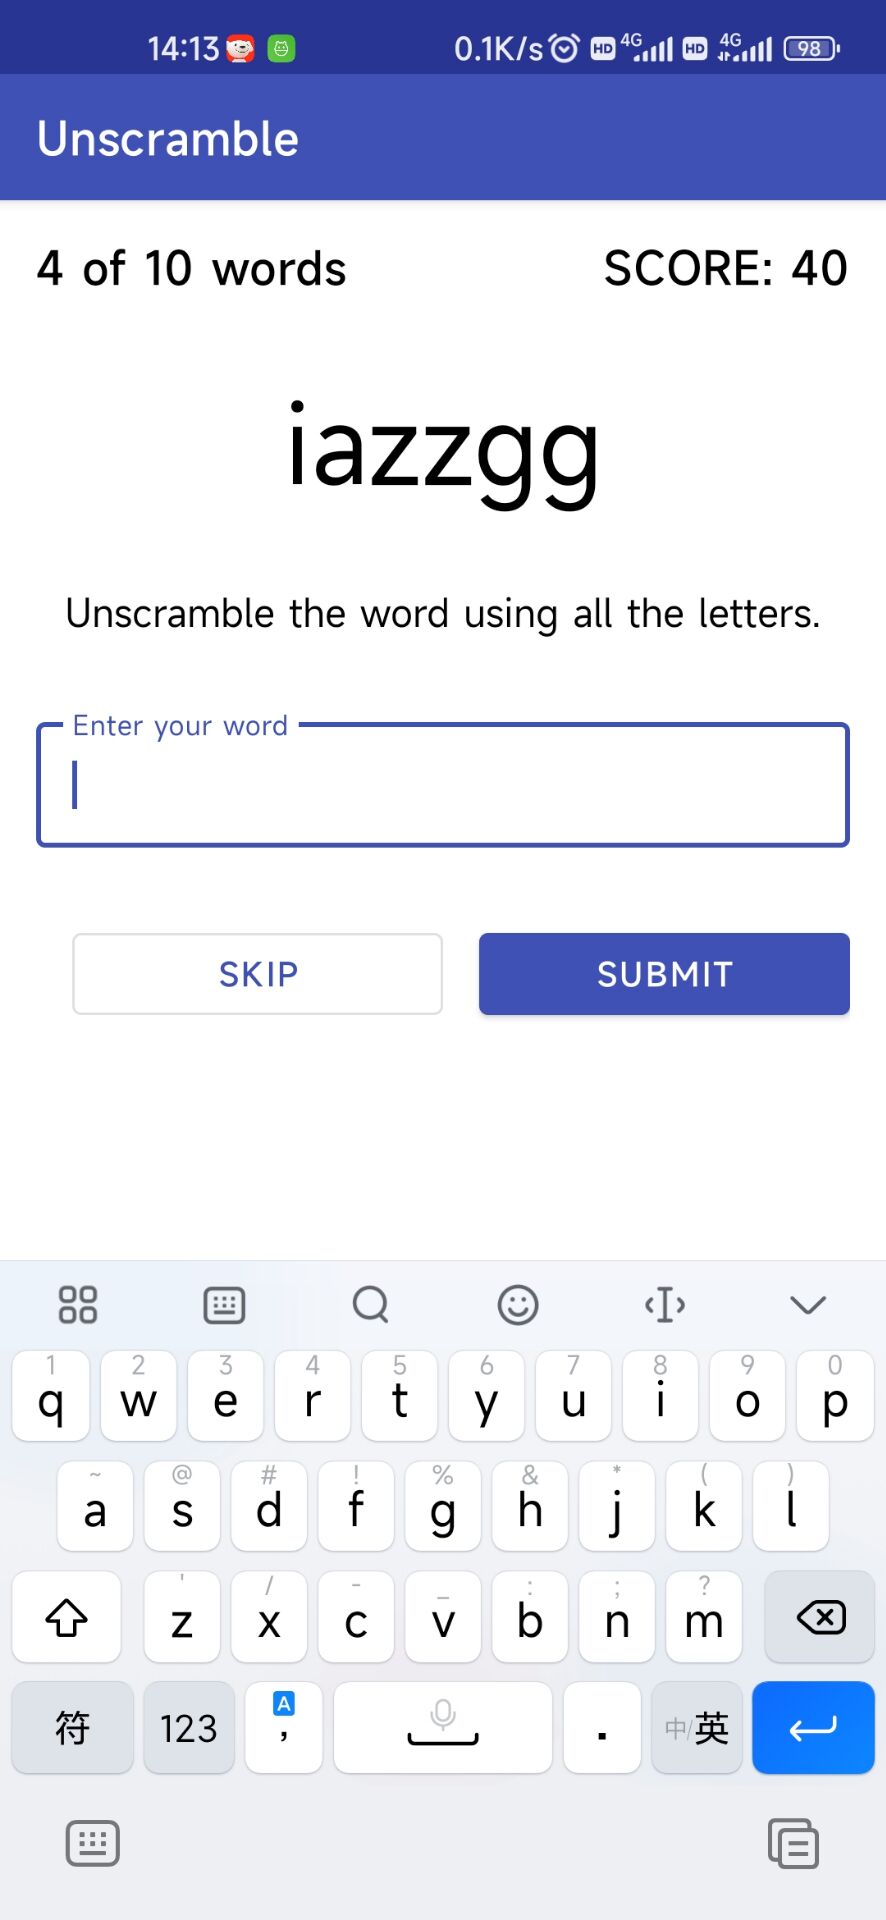 14:13 0.1K/s HD 4G HD 4G 98
Unscramble
4 of 10 words SCORE: 40
iazzgg
Unscramble the word using all the letters.
Enter your word
SKIP SUBMIT
1 2 3 4 5 6 7 8 9 0
q w e r t y u i o p
~ @ # ! % & * ( )
a s d f g h j k l
' / - _ : ; ?
z x c v b n m
符 123 A , . 中/英